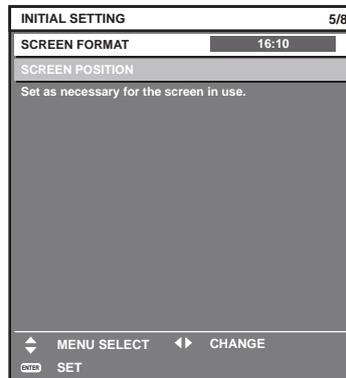 INITIAL SETTING 5/8
SCREEN FORMAT 16:10
SCREEN POSITION
Set as necessary for the screen in use.
MENU SELECT CHANGE
ENTER SET